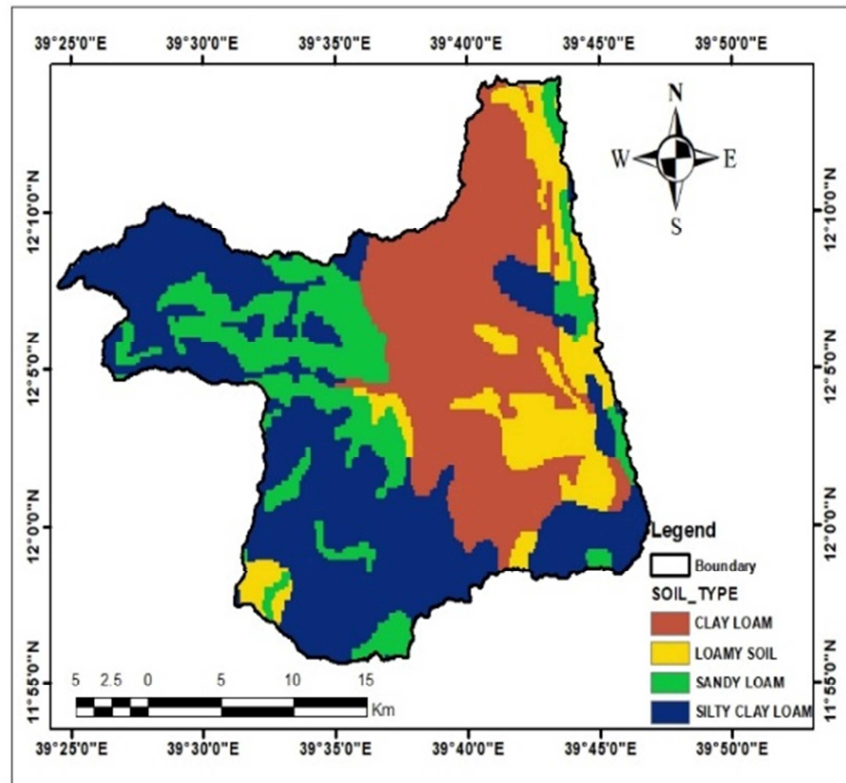 39°25'0"E 39°30'0"E 39°35'0"E 39°40'0"E 39°45'0"E 39°50'0"E
N
W E
S
12°10'0"N 12°10'0"N
12°5'0"N 12°5'0"N
12°0'0"N 12°0'0"N
11°55'0"N 11°55'0"N
Legend
Boundary
SOIL_TYPE
CLAY LOAM
LOAMY SOIL
SANDY LOAM
SILTY CLAY LOAM
5 2.5 0 5 10 15
Km
39°25'0"E 39°30'0"E 39°35'0"E 39°40'0"E 39°45'0"E 39°50'0"E